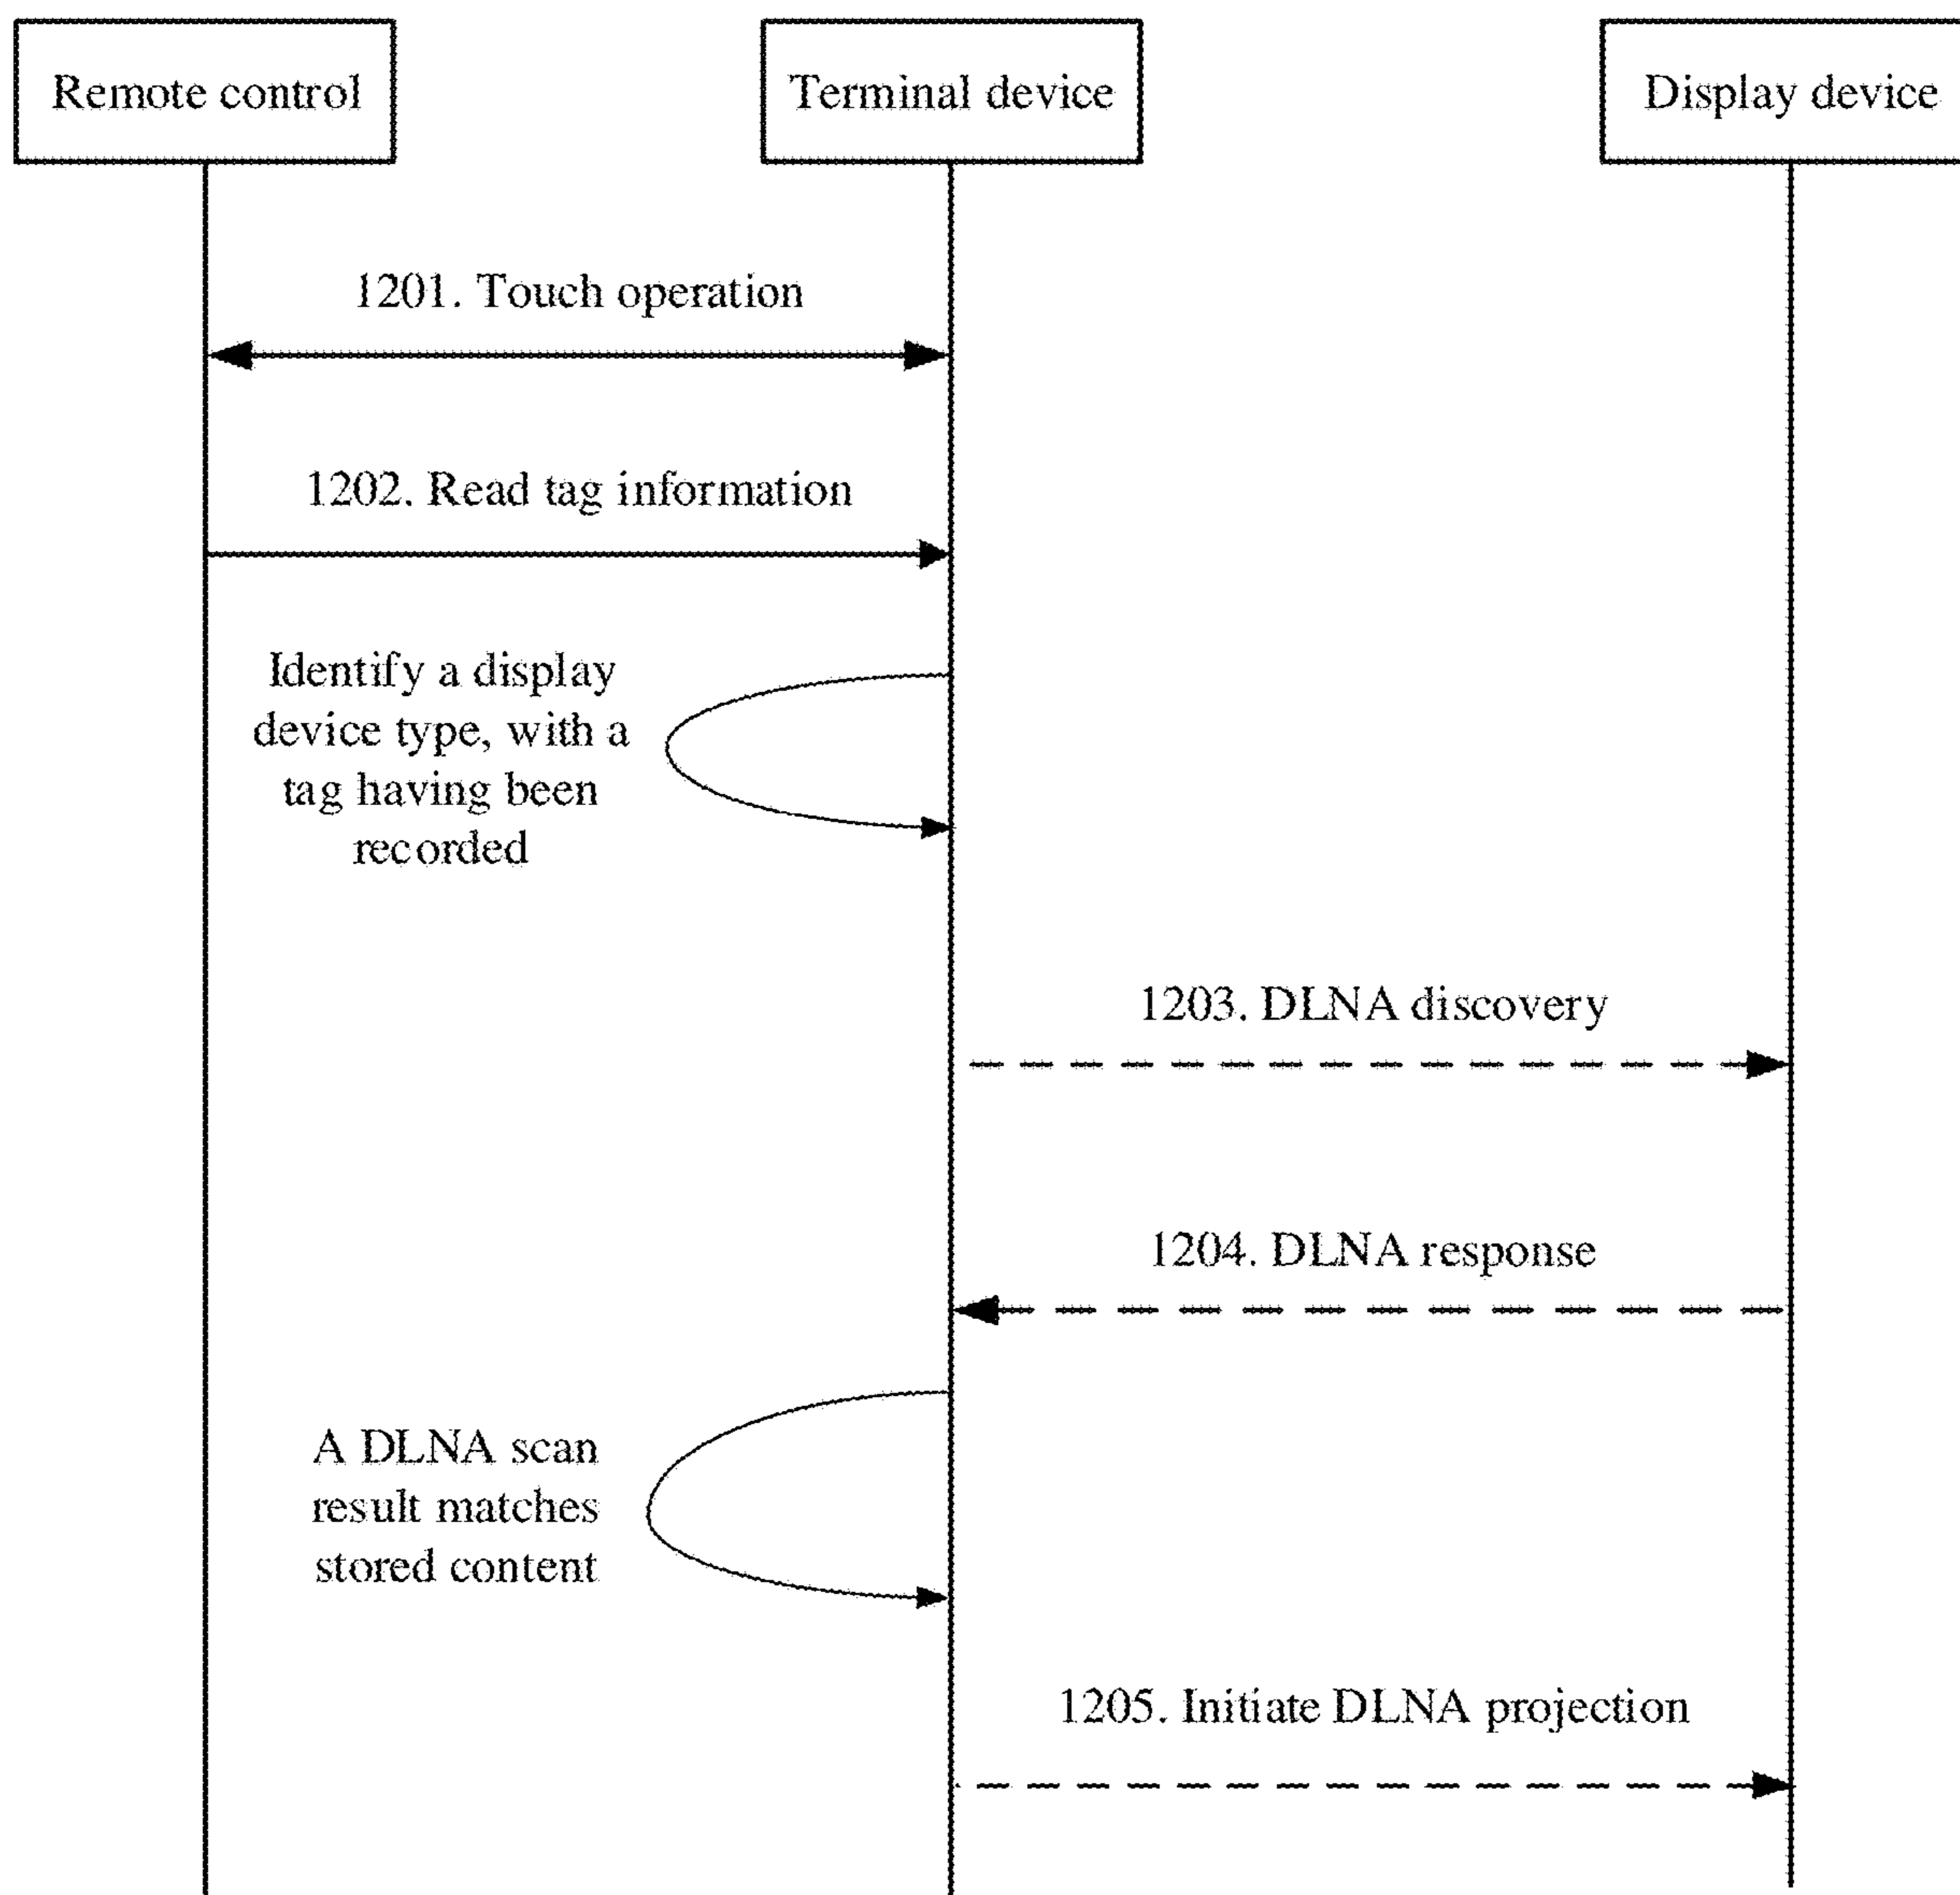 Remote control
Terminal device
Display device
1201. Touch operation
1202. Read tag information
Identify a display
device type, with a
tag having been
recorded
1203. DLNA discovery
1204. DLNA response
A DLNA scan
result matches
stored content
1205. Initiate DLNA projection